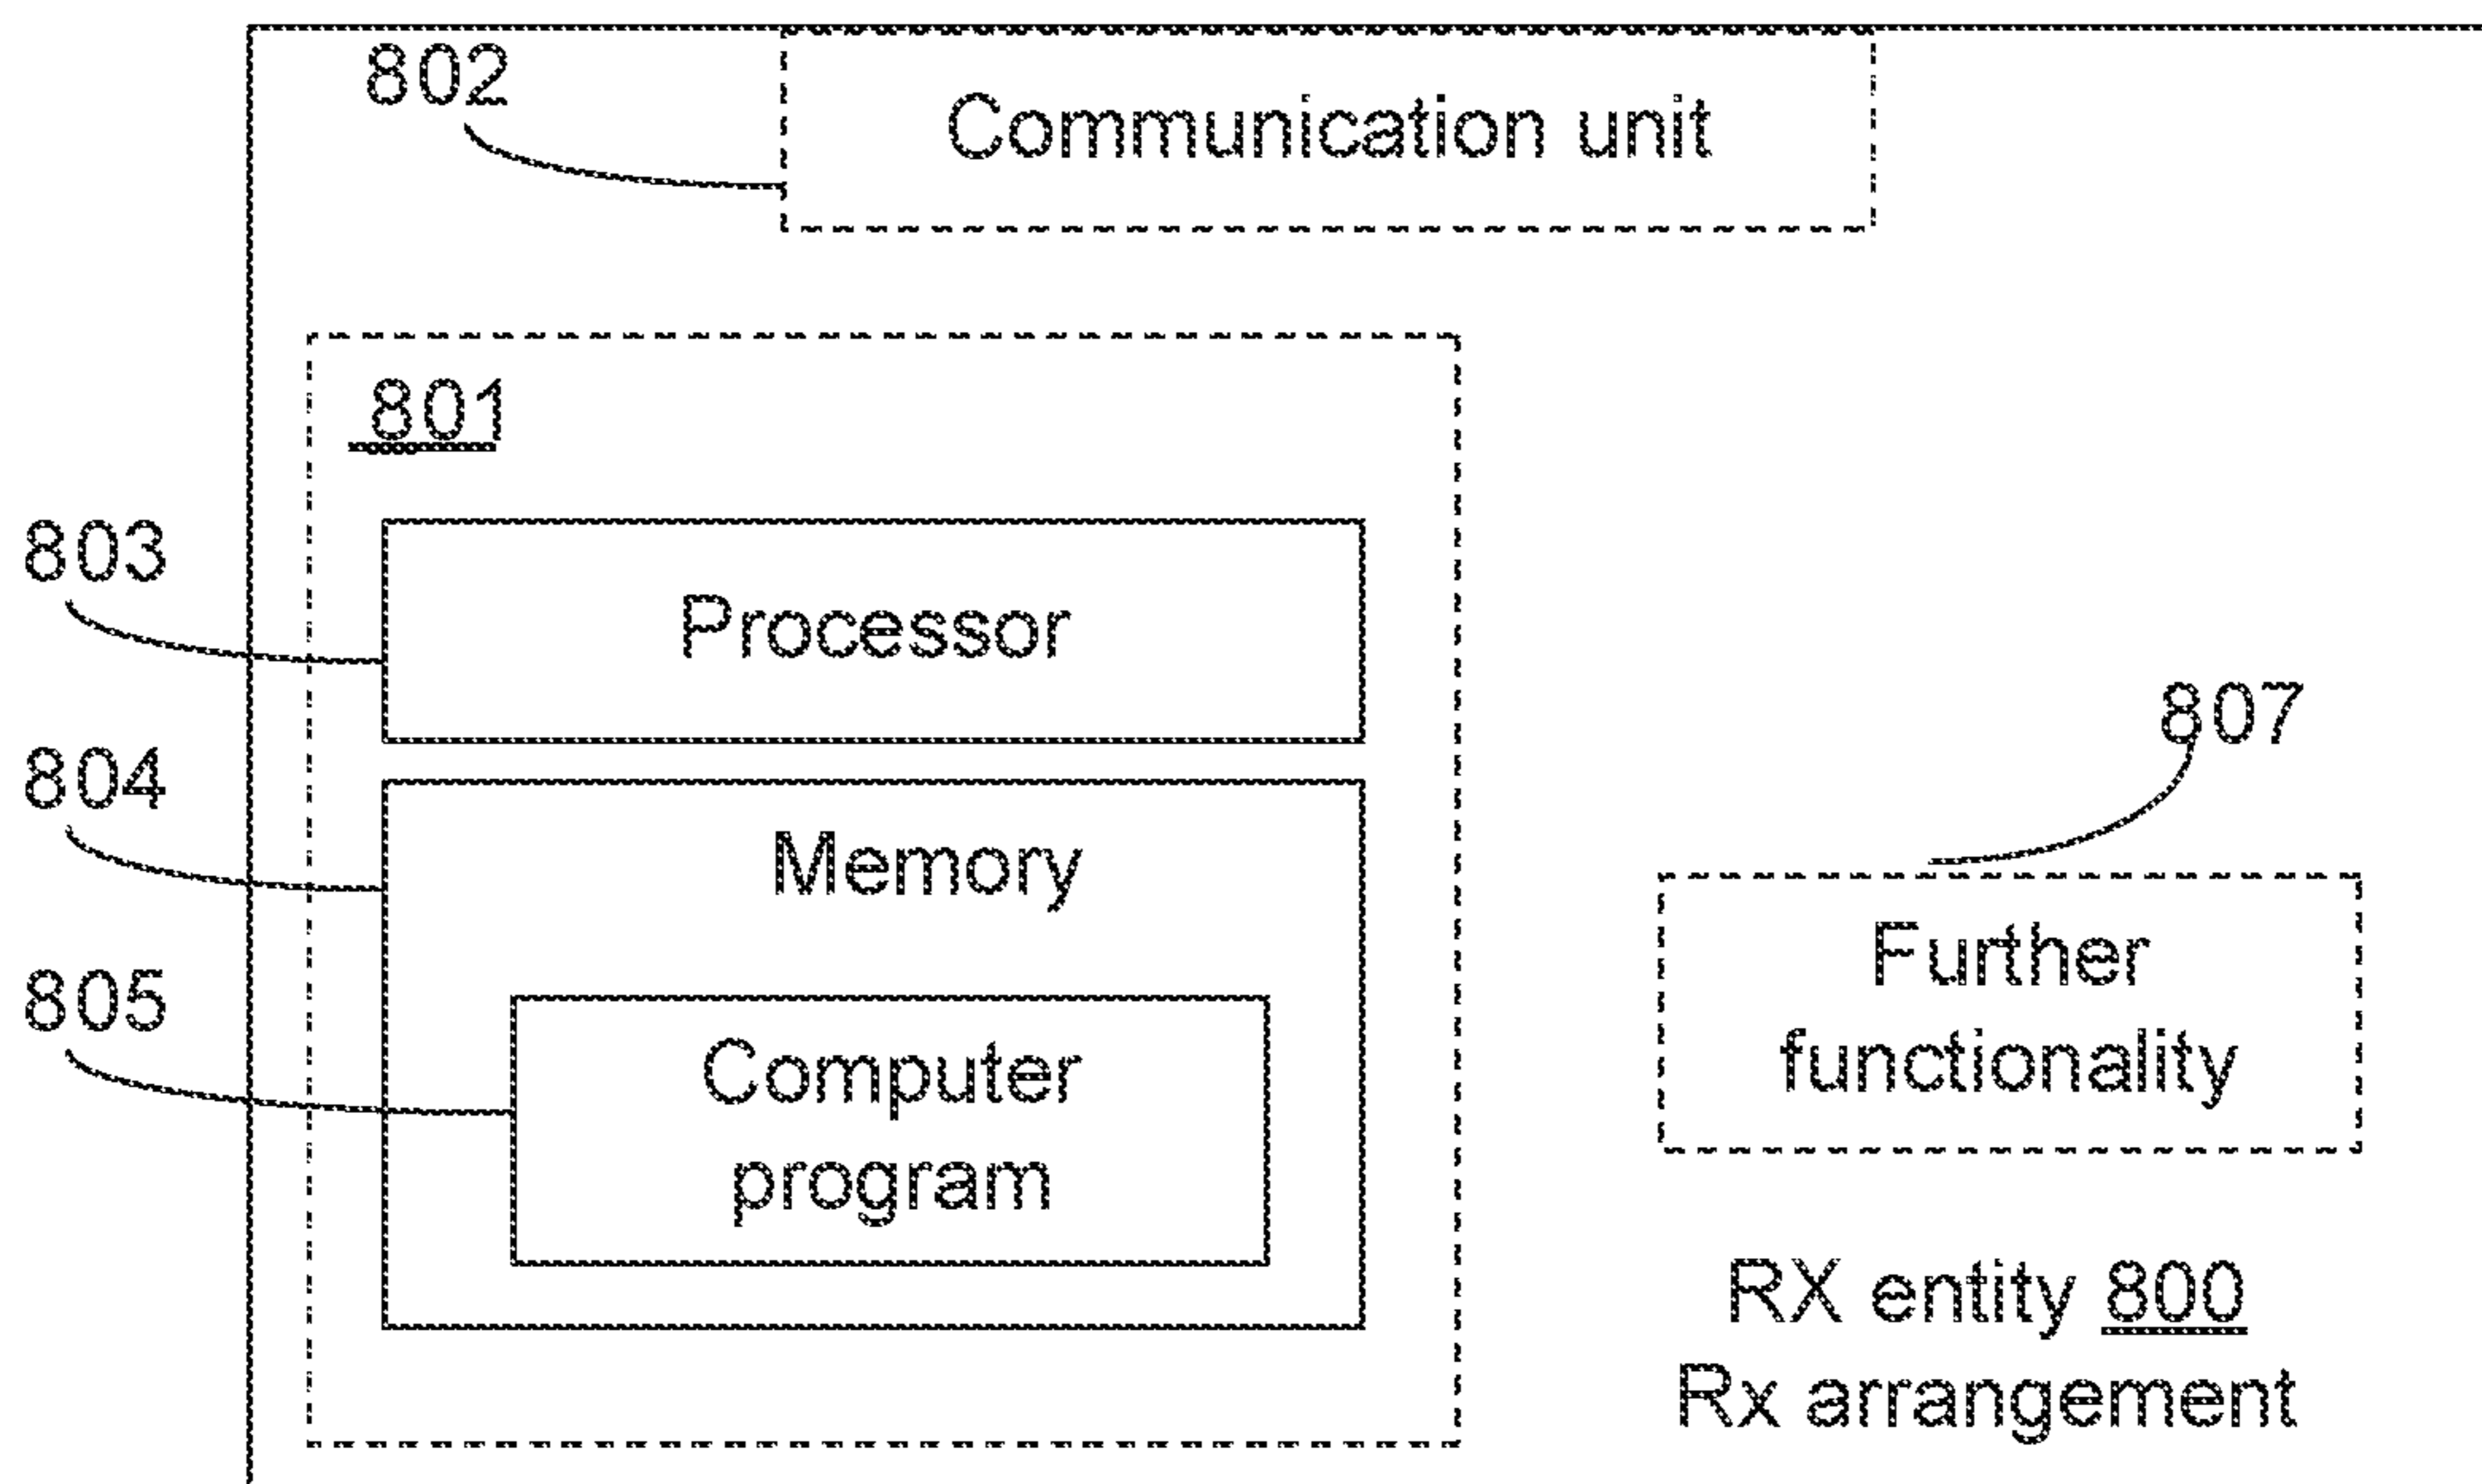 802
Communication unit
801
803
Processor
807
804
Memory
Further
functionality
805
Computer
program
RX entity 800
Rx arrangement